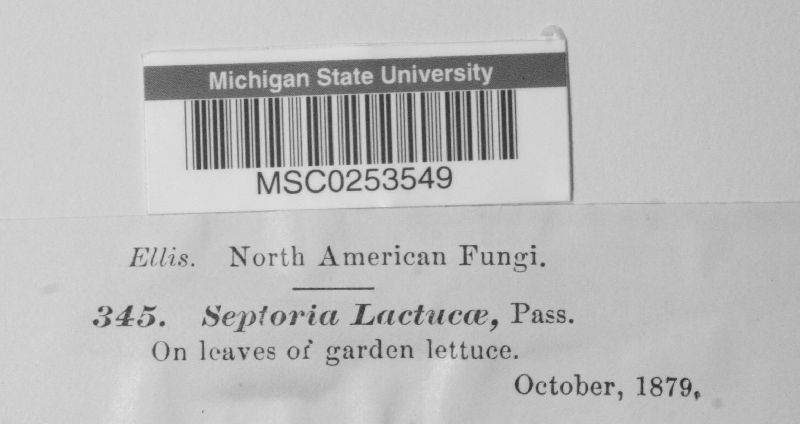 Michigan State University
MSC0253549
Ellis. North American Fungi.
345. Septoria Lactucæ, Pass.
On leaves of garden lettuce.
October, 1879,